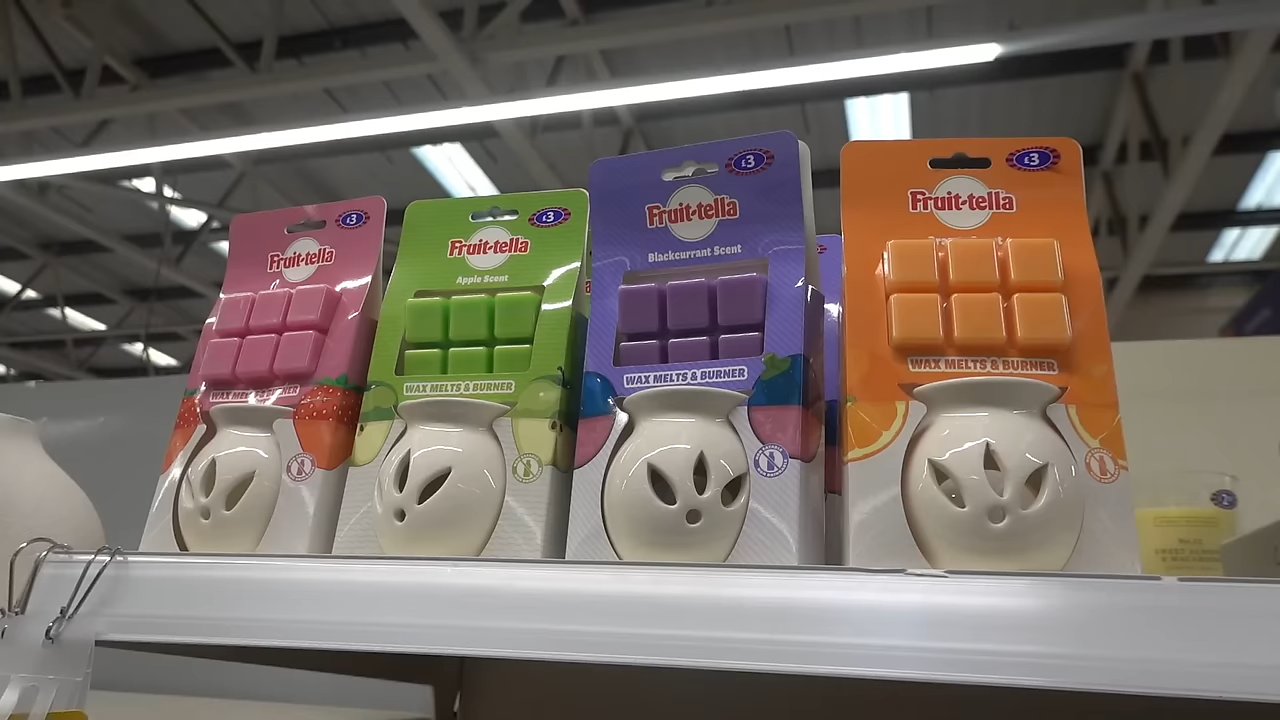 £3
Fruit-tella
WAX MELTS & BURNER
£3
Fruit-tella
Apple Scent
WAX MELTS & BURNER
£3
Fruit-tella
Blackcurrant Scent
WAX MELTS & BURNER
£3
Fruit-tella
WAX MELTS & BURNER